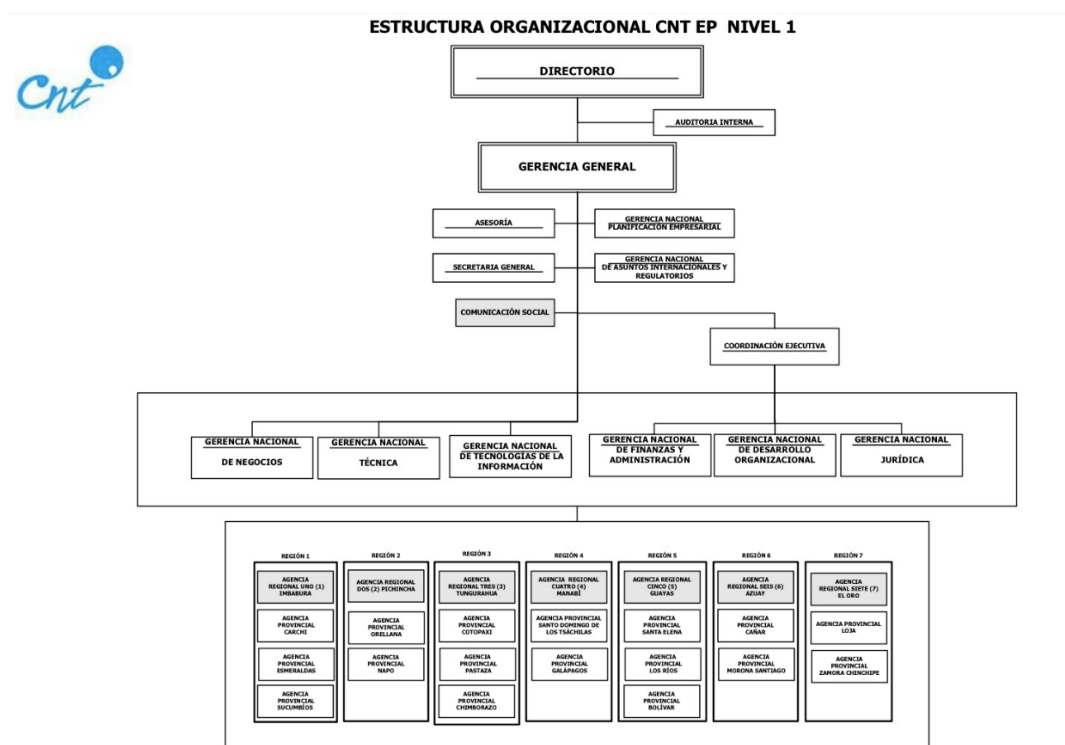 ESTRUCTURA ORGANIZACIONAL CNT EP NIVEL 1
Cnt
DIRECTORIO
AUDITORIA INTERNA
GERENCIA GENERAL
ASESORÍA
GERENCIA NACIONAL
PLANIFICACIÓN EMPRESARIAL
SECRETARIA GENERAL
GERENCIA NACIONAL
DE ASUNTOS INTERNACIONALES Y
REGULATORIOS
COMUNICACIÓN SOCIAL
COORDINACIÓN EJECUTIVA
GERENCIA NACIONAL
DE NEGOCIOS
GERENCIA NACIONAL
TÉCNICA
GERENCIA NACIONAL
DE TECNOLOGÍAS DE LA
INFORMACIÓN
GERENCIA NACIONAL
DE FINANZAS Y
ADMINISTRACIÓN
GERENCIA NACIONAL
DE DESARROLLO
ORGANIZACIONAL
GERENCIA NACIONAL
JURÍDICA
REGIÓN 1
AGENCIA
REGIONAL UNO (1)
IMBABURA
AGENCIA
PROVINCIAL
CARCHI
AGENCIA
PROVINCIAL
ESMERALDAS
AGENCIA
PROVINCIAL
SUCUMBÍOS
REGIÓN 2
AGENCIA REGIONAL
DOS (2) PICHINCHA
AGENCIA
PROVINCIAL
ORELLANA
AGENCIA
PROVINCIAL
NAPO
REGIÓN 3
AGENCIA
REGIONAL TRES (3)
TUNGURAHUA
AGENCIA
PROVINCIAL
COTOPAXI
AGENCIA
PROVINCIAL
PASTAZA
AGENCIA
PROVINCIAL
CHIMBORAZO
REGIÓN 4
AGENCIA REGIONAL
CUATRO (4)
MANABÍ
AGENCIA PROVINCIAL
SANTO DOMINGO DE
LOS TSÁCHILAS
AGENCIA
PROVINCIAL
GALÁPAGOS
REGIÓN 5
AGENCIA REGIONAL
CINCO (5)
GUAYAS
AGENCIA
PROVINCIAL
SANTA ELENA
AGENCIA
PROVINCIAL
LOS RÍOS
AGENCIA
PROVINCIAL
BOLÍVAR
REGIÓN 6
AGENCIA
REGIONAL SEIS (6)
AZUAY
AGENCIA
PROVINCIAL
CAÑAR
AGENCIA
PROVINCIAL
MORONA SANTIAGO
REGIÓN 7
AGENCIA
REGIONAL SIETE (7)
EL ORO
AGENCIA PROVINCIAL
LOJA
AGENCIA
PROVINCIAL
ZAMORA CHINCHIPE